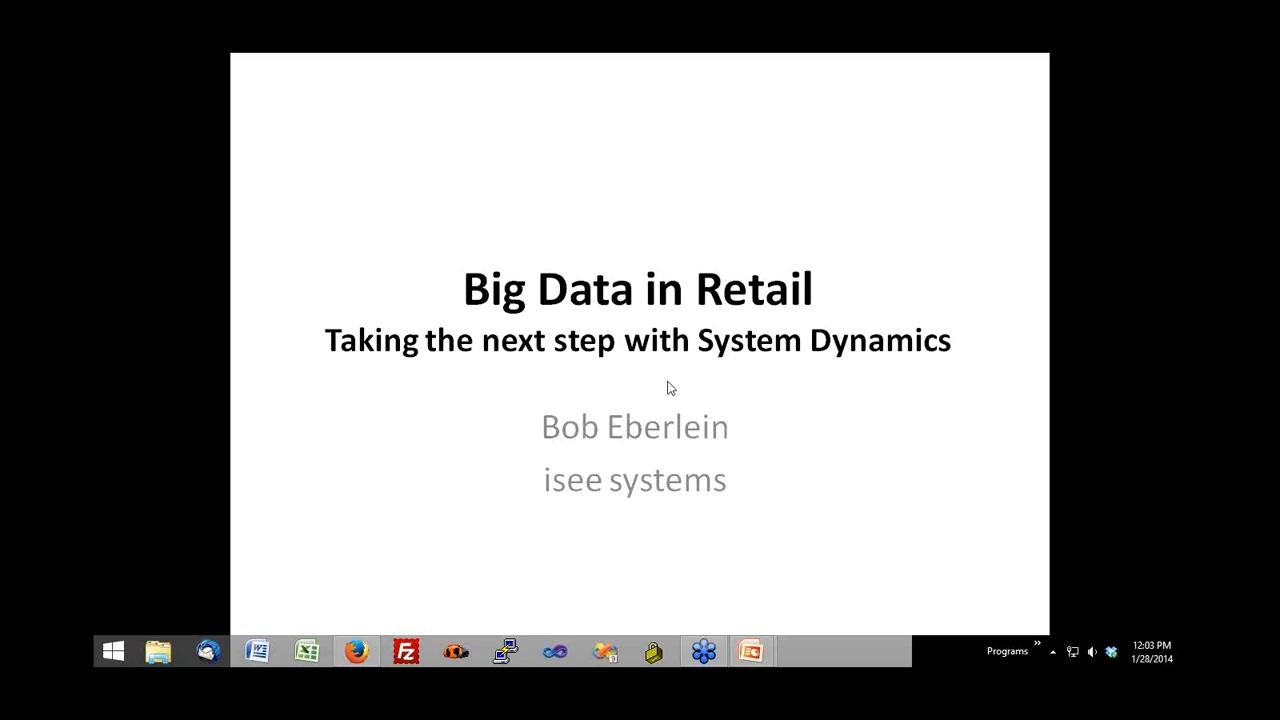 Big Data in Retail
Taking the next step with System Dynamics
Bob Eberlein
isee systems
Programs
12:03 PM
1/28/2014